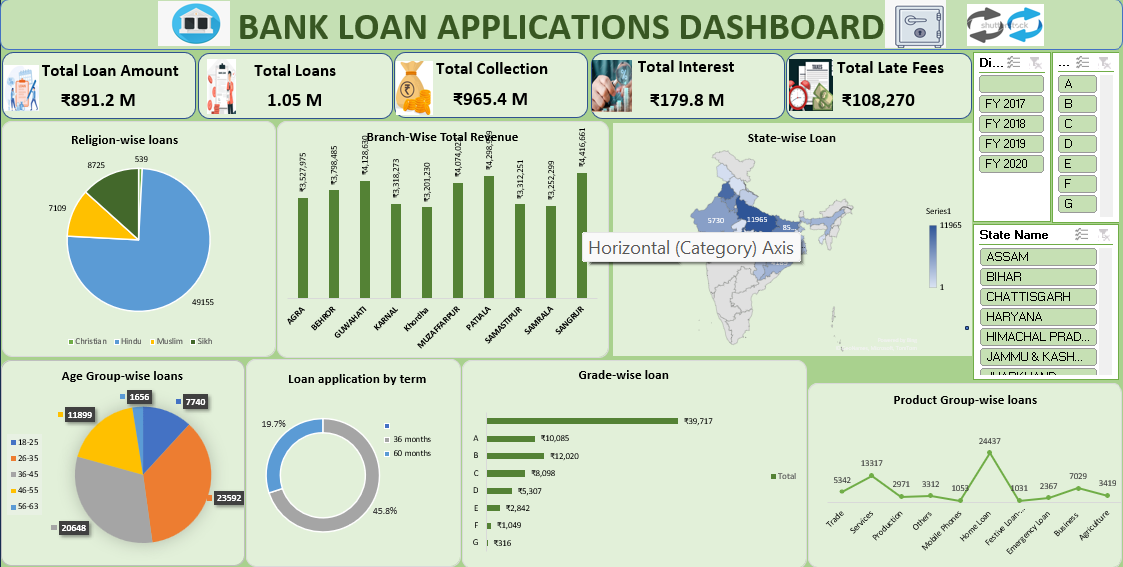 BANK LOAN APPLICATIONS DASHBOARD
Total Loan Amount
₹891.2 M
Total Loans
1.05 M
Total Collection
₹965.4 M
Total Interest
₹179.8 M
Total Late Fees
₹108,270
Di...
FY 2017
FY 2018
FY 2019
FY 2020
...
A
B
C
D
E
F
G
Religion-wise loans
539
8725
7109
49155
Christian
Hindu
Muslim
Sikh
Branch-Wise Total Revenue
₹3,527,975
₹3,798,485
₹3,318,273
₹3,201,230
₹3,312,251
₹3,252,299
₹4,416,661
AGRA
BEHROR
GUWAHATI
KARNAL
Khordha
MUZAFFARPUR
PATIALA
SAMASTIPUR
SAMRALA
SANGRUR
State-wise Loan
5730
11965
85...
Series1
11965
1
Horizontal (Category) Axis
State Name
ASSAM
BIHAR
CHATTISGARH
HARYANA
HIMACHAL PRAD...
JAMMU & KASH...
JHARKHAND
Age Group-wise loans
1656
7740
11899
23592
20648
18-25
26-35
36-45
46-55
56-63
Loan application by term
19.7%
45.8%
36 months
60 months
Grade-wise loan
₹39,717
A ₹10,085
B ₹12,020
C ₹8,098
D ₹5,307
E ₹2,842
F ₹1,049
G ₹316
Total
Product Group-wise loans
5342
13317
2971
3312
1053
24437
1031
2367
7029
3419
Trade
Services
Production
Others
Mobile Phones
Home Loan
Festive Loan-...
Emergency Loan
Business
Agriculture